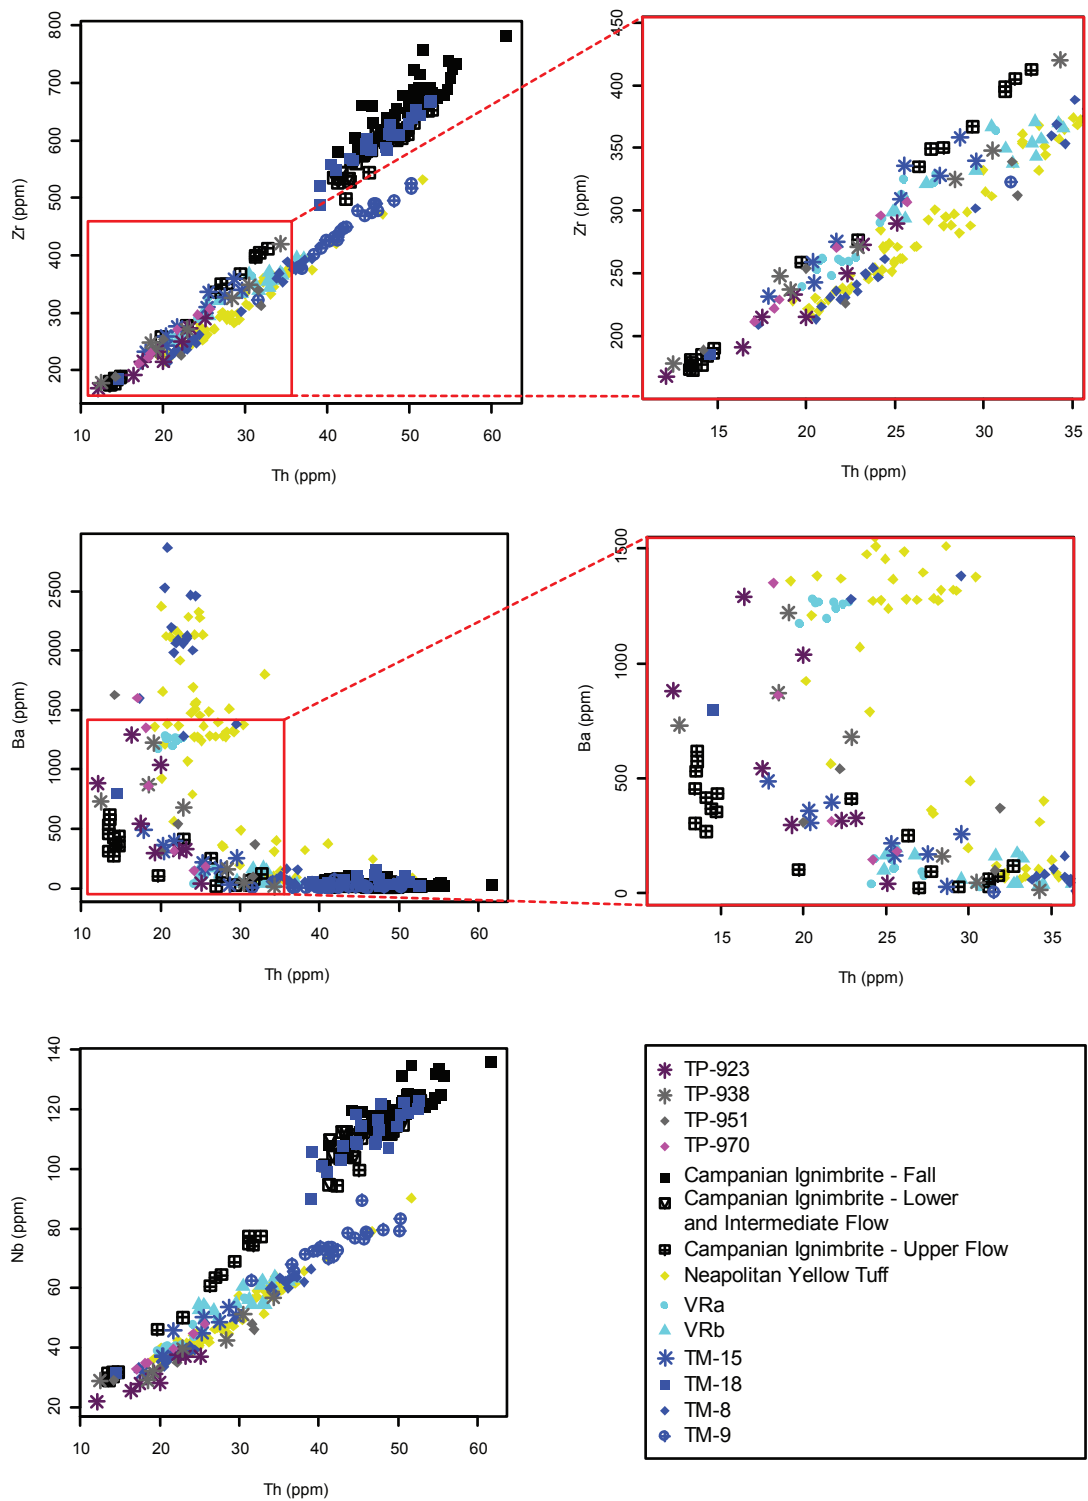 800
700
600
500
400
300
200
Zr (ppm)
10 20 30 40 50 60
Th (ppm)
450
400
350
300
250
200
Zr (ppm)
15 20 25 30 35
Th (ppm)
2500
2000
1500
1000
500
0
Ba (ppm)
10 20 30 40 50 60
Th (ppm)
1500
1000
500
0
Ba (ppm)
15 20 25 30 35
Th (ppm)
140
120
100
80
60
40
20
Nb (ppm)
10 20 30 40 50 60
Th (ppm)
TP-923
TP-938
TP-951
TP-970
Campanian Ignimbrite - Fall
Campanian Ignimbrite - Lower
and Intermediate Flow
Campanian Ignimbrite - Upper Flow
Neapolitan Yellow Tuff
VRa
VRb
TM-15
TM-18
TM-8
TM-9